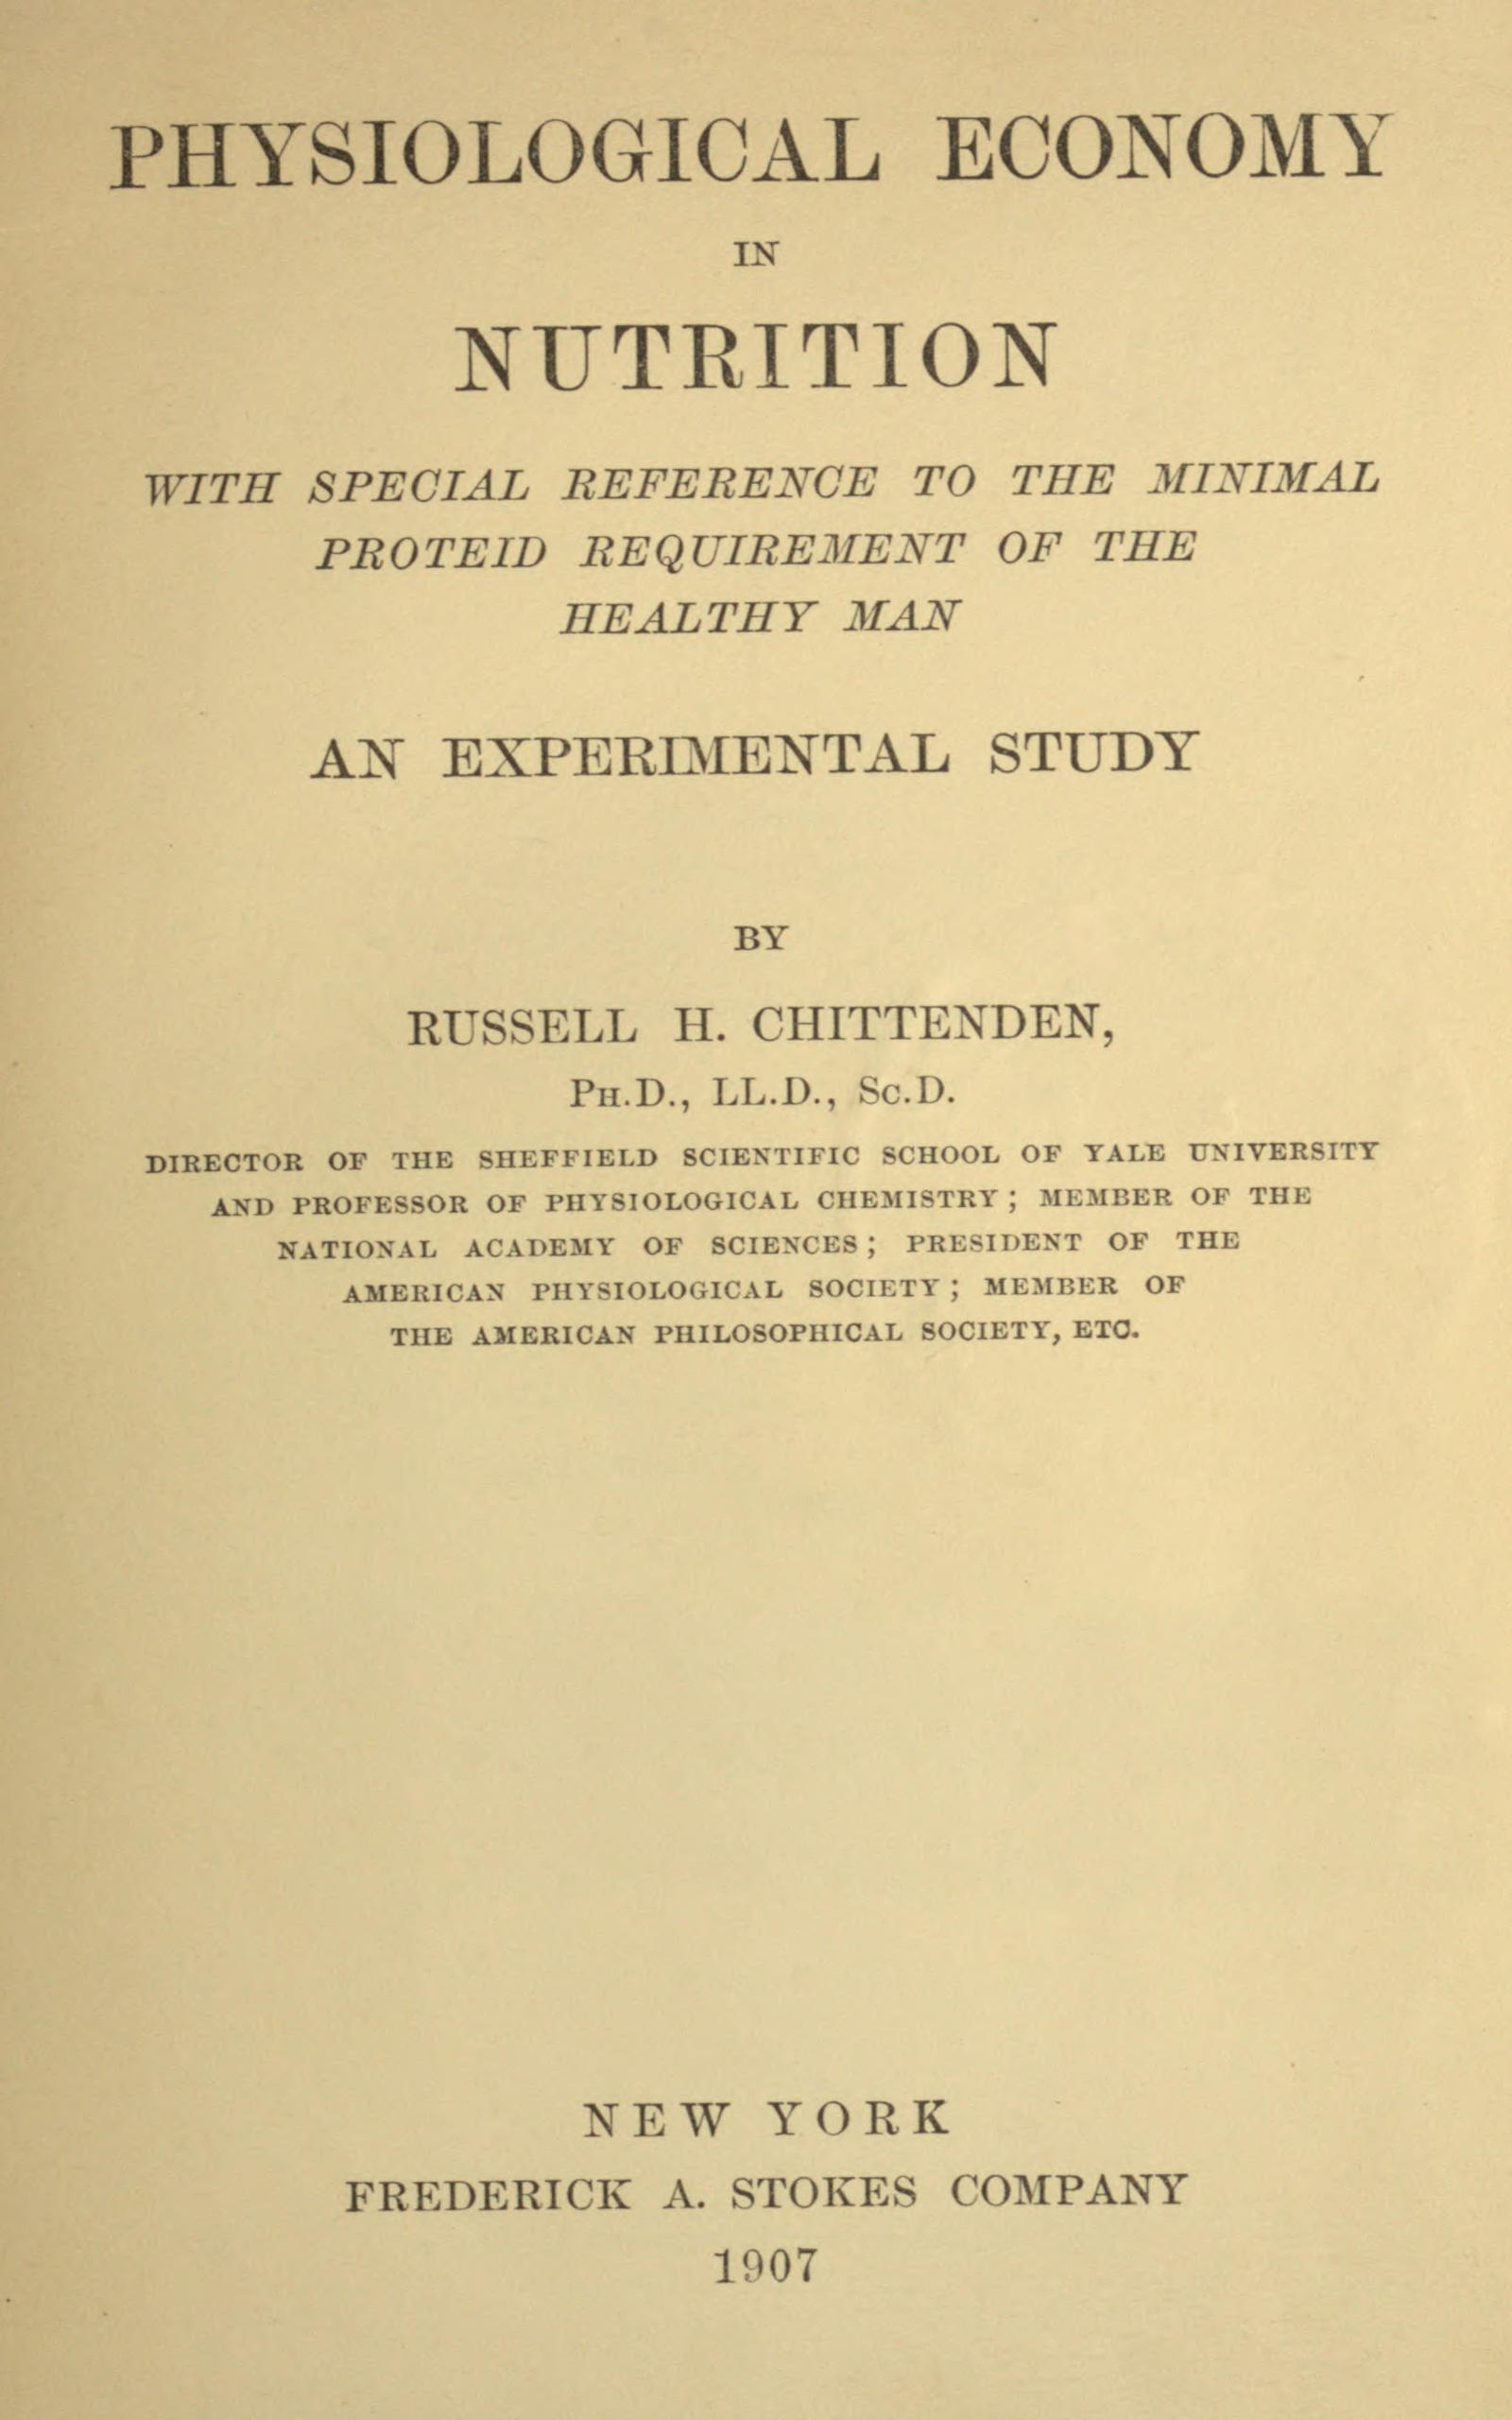 PHYSIOLOGICAL ECONOMY
IN
NUTRITION
WITH SPECIAL REFERENCE TO THE MINIMAL
PROTEID REQUIREMENT OF THE
HEALTHY MAN
AN EXPERIMENTAL STUDY
BY
RUSSELL H. CHITTENDEN,
PH.D., LL.D., SC.D.
DIRECTOR OF THE SHEFFIELD SCIENTIFIC SCHOOL OF YALE UNIVERSITY
AND PROFESSOR OF PHYSIOLOGICAL CHEMISTRY; MEMBER OF THE
NATIONAL ACADEMY OF SCIENCES; PRESIDENT OF THE
AMERICAN PHYSIOLOGICAL SOCIETY; MEMBER OF
THE AMERICAN PHILOSOPHICAL SOCIETY, ETC.
NEW YORK
FREDERICK A. STOKES COMPANY
1907